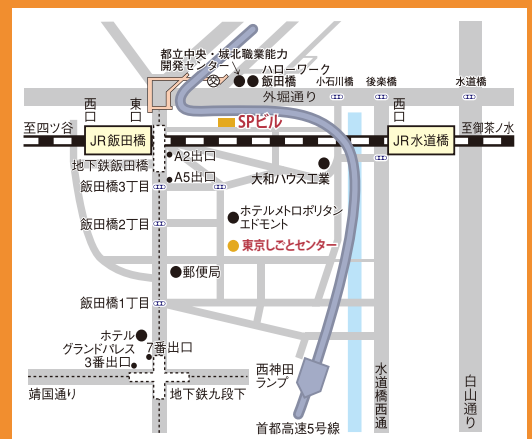 都立中央・城北職業能力
開発センター
ハローワーク
飯田橋
小石川橋
後楽橋
水道橋
外堀通り
西口
東口
SPビル
西口
至四ツ谷
JR飯田橋
JR水道橋
至御茶ノ水
地下鉄飯田橋
A2出口
大和ハウス工業
A5出口
飯田橋3丁目
ホテルメトロポリタン
エドモント
飯田橋2丁目
東京しごとセンター
郵便局
飯田橋1丁目
ホテル
グランドパレス
7番出口
3番出口
西神田
ランプ
水道橋西通
白山通り
靖国通り
地下鉄九段下
首都高速5号線